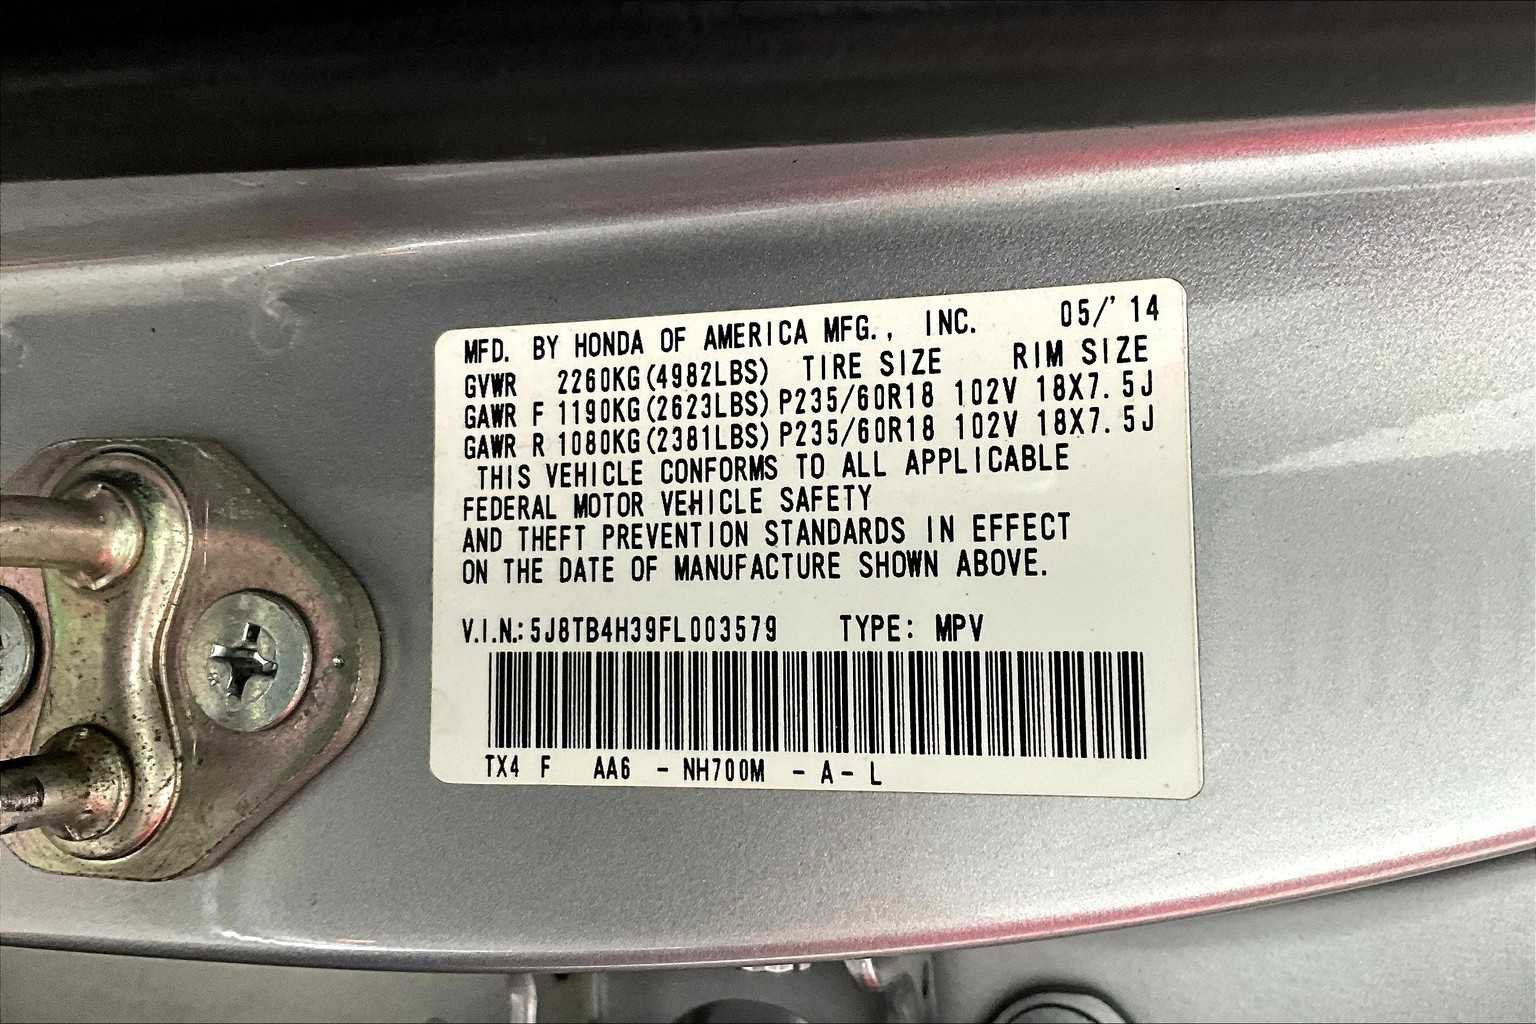 MFD. BY HONDA OF AMERICA MFG., INC. 05/'14
GVWR 2260KG(4982LBS) TIRE SIZE RIM SIZE
GAWR F 1190KG(2623LBS) P235/60R18 102V 18X7.5J
GAWR R 1080KG(2381LBS) P235/60R18 102V 18X7.5J
THIS VEHICLE CONFORMS TO ALL APPLICABLE
FEDERAL MOTOR VEHICLE SAFETY
AND THEFT PREVENTION STANDARDS IN EFFECT
ON THE DATE OF MANUFACTURE SHOWN ABOVE.
V.I.N.: 5J8TB4H39FL003579 TYPE: MPV
TX4 F AA6 - NH700M - A - L